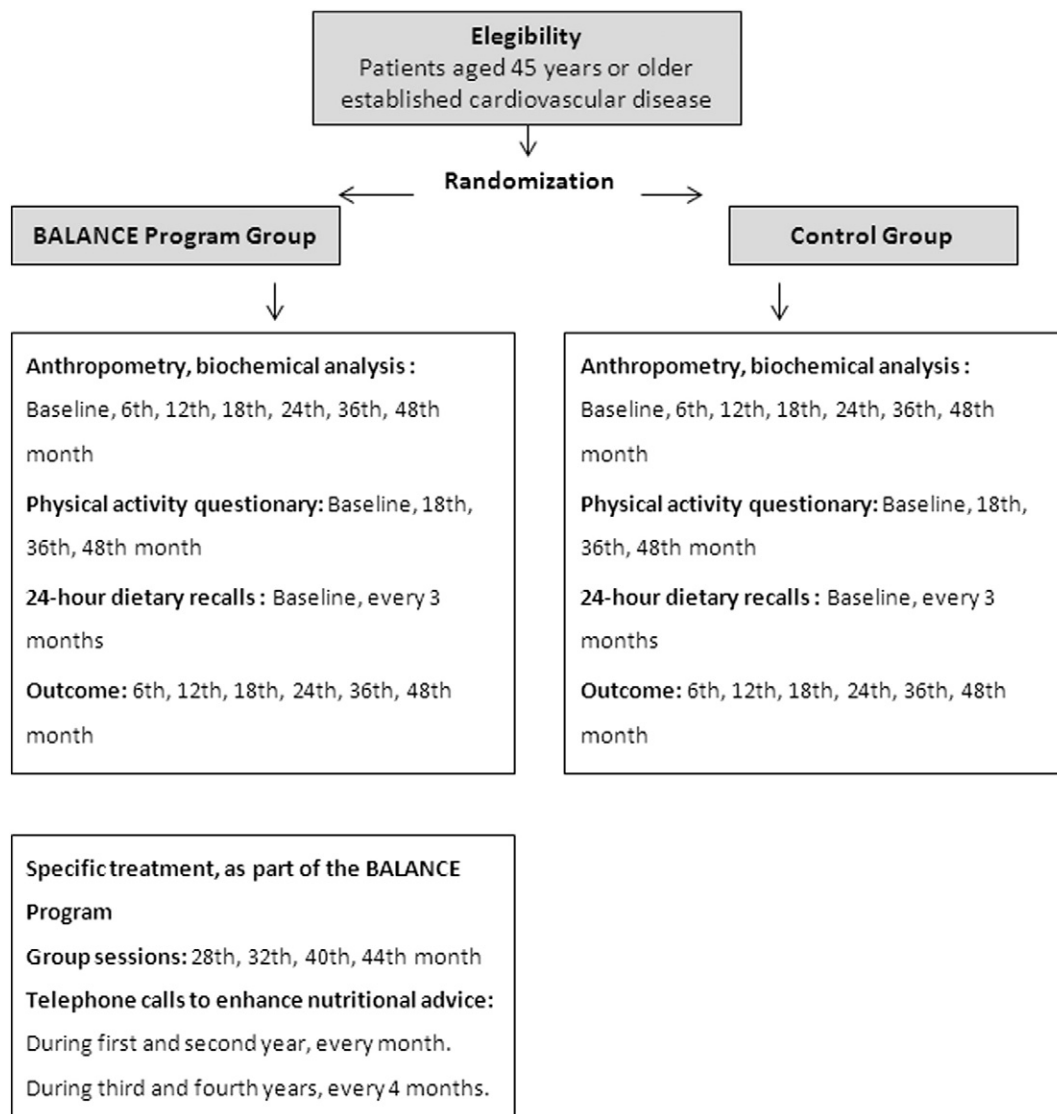 Elegibility
Patients aged 45 years or older
established cardiovascular disease
Randomization
BALANCE Program Group
Control Group
Anthropometry, biochemical analysis :
Baseline, 6th, 12th, 18th, 24th, 36th, 48th
month
Physical activity questionary: Baseline, 18th,
36th, 48th month
24-hour dietary recalls : Baseline, every 3
months
Outcome: 6th, 12th, 18th, 24th, 36th, 48th
month
Anthropometry, biochemical analysis :
Baseline, 6th, 12th, 18th, 24th, 36th, 48th
month
Physical activity questionary: Baseline, 18th,
36th, 48th month
24-hour dietary recalls : Baseline, every 3
months
Outcome: 6th, 12th, 18th, 24th, 36th, 48th
month
Specific treatment, as part of the BALANCE
Program
Group sessions: 28th, 32th, 40th, 44th month
Telephone calls to enhance nutritional advice:
During first and second year, every month.
During third and fourth years, every 4 months.